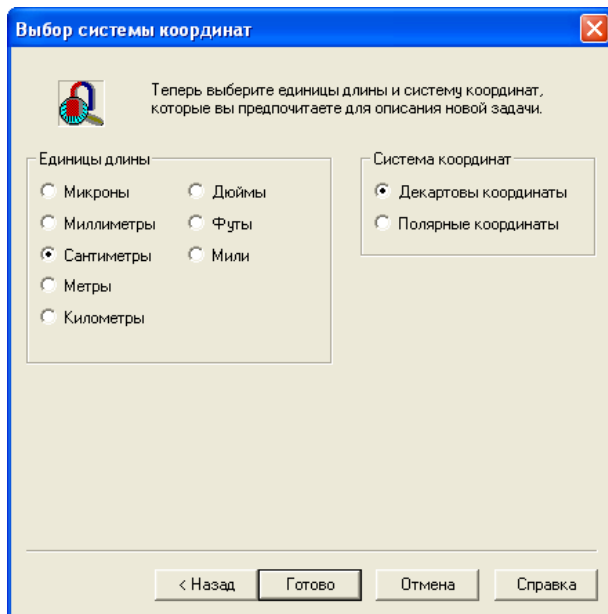 Выбор системы координат
Теперь выберите единицы длины и систему координат,
которые вы предпочитаете для описания новой задачи.
Единицы длины
Микроны
Миллиметры
Сантиметры
Метры
Километры
Дюймы
Футы
Мили
Система координат
Декартовы координаты
Полярные координаты
< Назад
Готово
Отмена
Справка